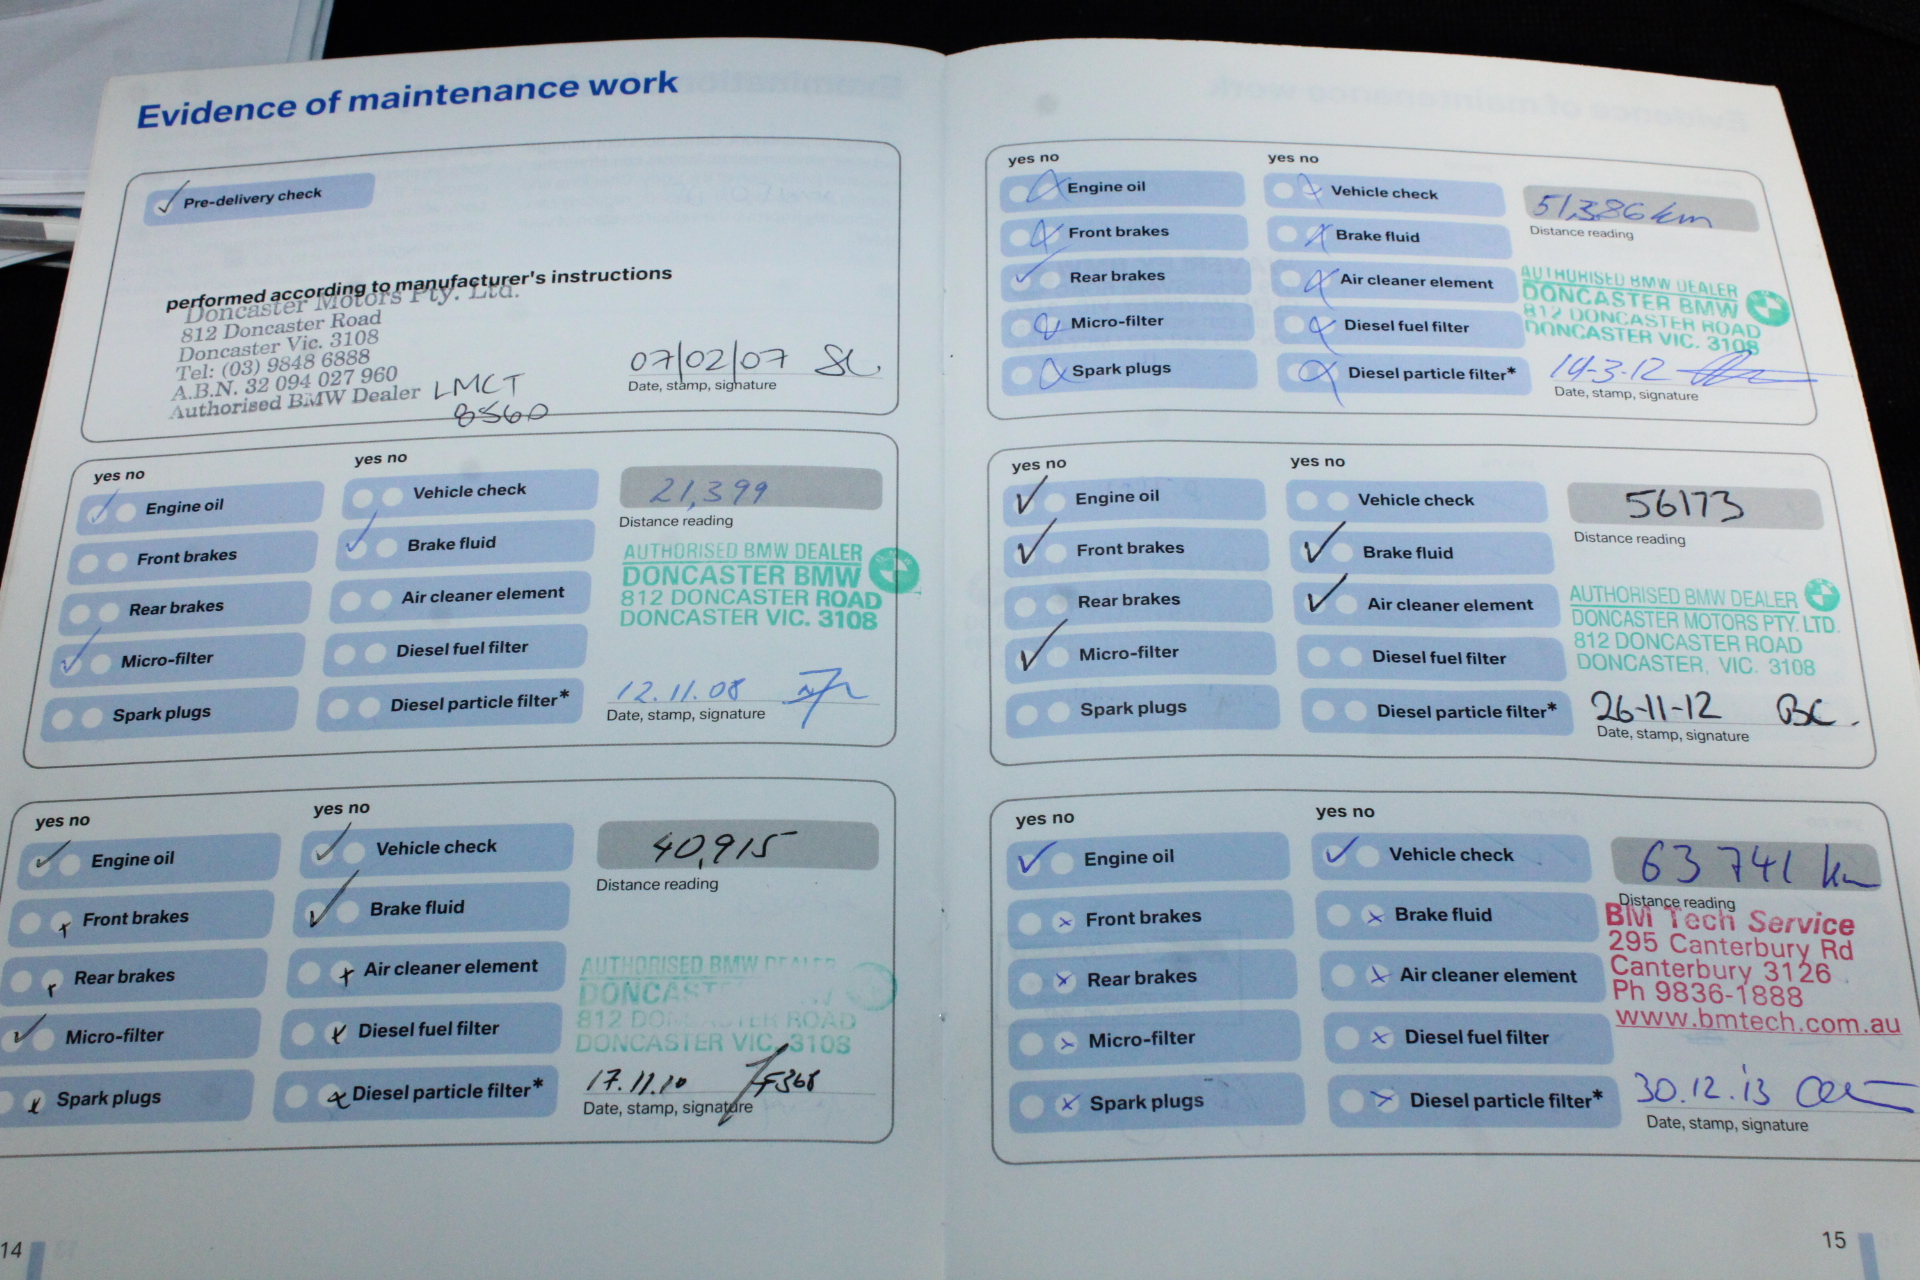 Evidence of maintenance work
Pre-delivery check
performed according to manufacturer's instructions
Doncaster Motors Pty. Ltd.
812 Doncaster Road
Doncaster Vic. 3108
Tel: (03) 9848 6888
A.B.N. 32 094 027 960
Authorised BMW Dealer LMCT
8560
07/02/07 SL
Date, stamp, signature
yes no
yes no
Engine oil
Vehicle check
21,399
Distance reading
Front brakes
Brake fluid
Rear brakes
Air cleaner element
Micro-filter
Diesel fuel filter
Spark plugs
Diesel particle filter*
AUTHORISED BMW DEALER
DONCASTER BMW
812 DONCASTER ROAD
DONCASTER VIC. 3108
12.11.08
Date, stamp, signature
yes no
yes no
Engine oil
Vehicle check
40,915
Distance reading
Front brakes
Brake fluid
Rear brakes
Air cleaner element
Micro-filter
Diesel fuel filter
Spark plugs
Diesel particle filter*
AUTHORISED BMW
812 ROAD
DONCASTER VIC. 3108
17.11.10
Date, stamp, signature
14
yes no
yes no
Engine oil
Vehicle check
51,386 km
Distance reading
Front brakes
Brake fluid
Rear brakes
Air cleaner element
Micro-filter
Diesel fuel filter
Spark plugs
Diesel particle filter*
AUTHORISED BMW DEALER
DONCASTER BMW
812 DONCASTER ROAD
DONCASTER VIC. 3108
14-3-12
Date, stamp, signature
yes no
yes no
Engine oil
Vehicle check
56173
Distance reading
Front brakes
Brake fluid
Rear brakes
Air cleaner element
Micro-filter
Diesel fuel filter
Spark plugs
Diesel particle filter*
AUTHORISED BMW DEALER
DONCASTER MOTORS PTY. LTD.
812 DONCASTER ROAD
DONCASTER, VIC. 3108
26-11-12 BC.
Date, stamp, signature
yes no
yes no
Engine oil
Vehicle check
63 741 km
Distance reading
Front brakes
Brake fluid
Rear brakes
Air cleaner element
Micro-filter
Diesel fuel filter
Spark plugs
Diesel particle filter*
BM Tech Service
295 Canterbury Rd
Canterbury 3126
Ph 9836-1888
www.bmtech.com.au
30.12.13
Date, stamp, signature
15